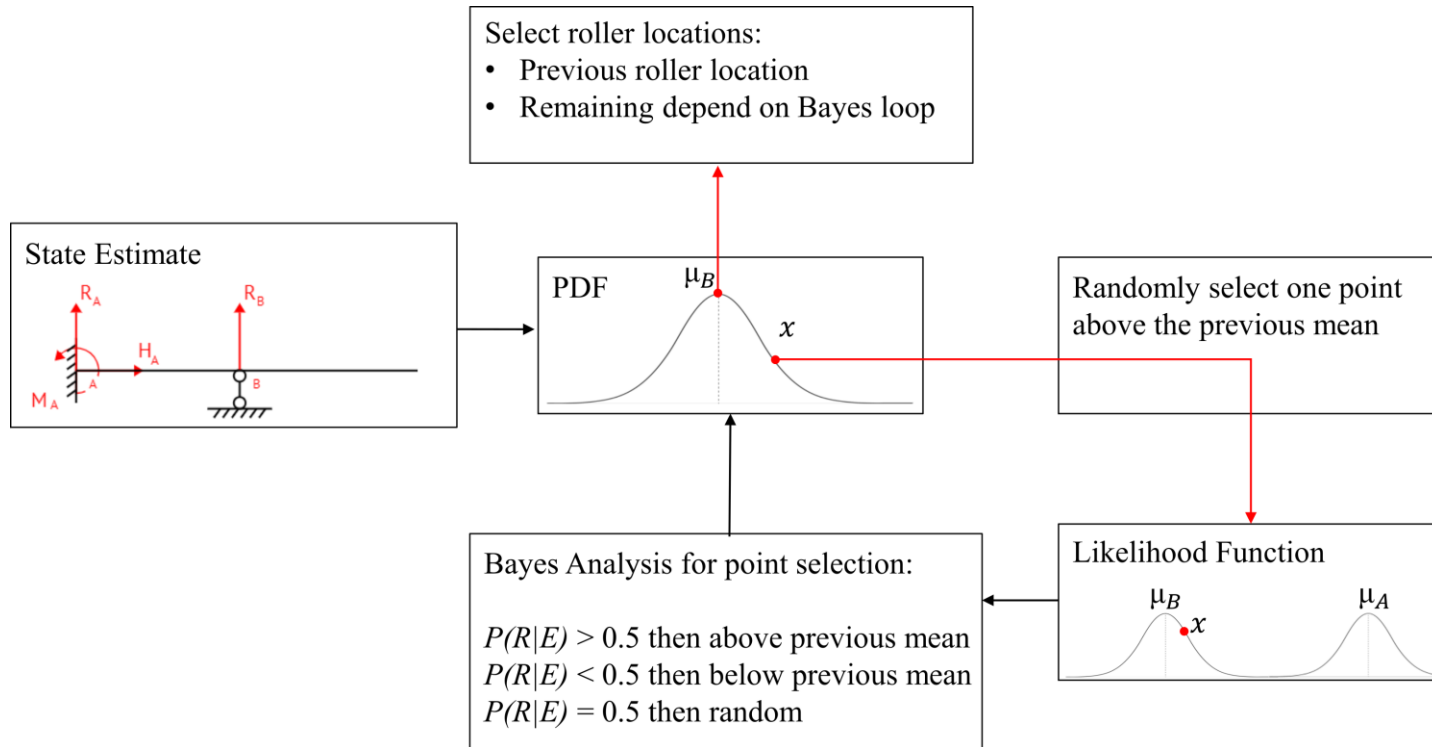 Select roller locations:
• Previous roller location
• Remaining depend on Bayes loop
State Estimate
R_A
R_B
H_A
A
B
M_A
PDF
μ_B
x
Randomly select one point
above the previous mean
Bayes Analysis for point selection:
P(R|E) > 0.5 then above previous mean
P(R|E) < 0.5 then below previous mean
P(R|E) = 0.5 then random
Likelihood Function
μ_B
μ_A
x